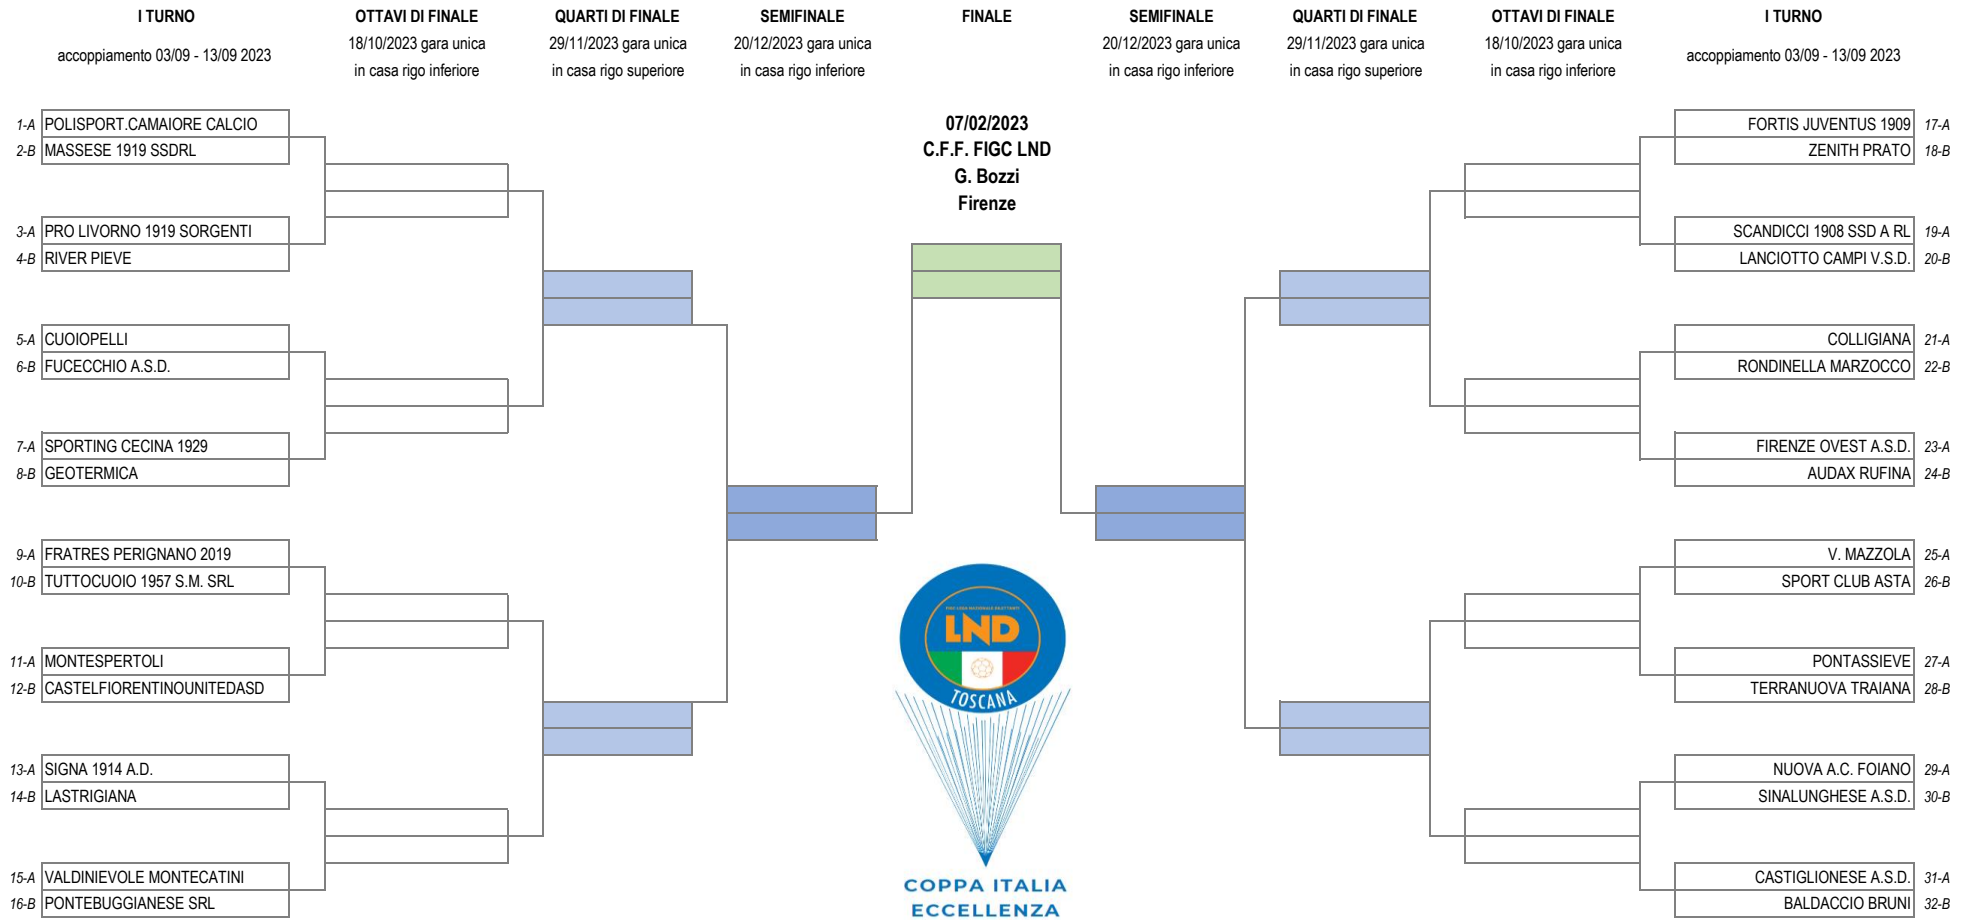 I TURNO
accoppiamento 03/09 - 13/09 2023
OTTAVI DI FINALE
18/10/2023 gara unica
in casa rigo inferiore
QUARTI DI FINALE
29/11/2023 gara unica
in casa rigo superiore
SEMIFINALE
20/12/2023 gara unica
in casa rigo inferiore
FINALE
SEMIFINALE
20/12/2023 gara unica
in casa rigo inferiore
QUARTI DI FINALE
29/11/2023 gara unica
in casa rigo superiore
OTTAVI DI FINALE
18/10/2023 gara unica
in casa rigo inferiore
I TURNO
accoppiamento 03/09 - 13/09 2023
1-A POLISPORT.CAMAIORE CALCIO
2-B MASSESE 1919 SSDRL
3-A PRO LIVORNO 1919 SORGENTI
4-B RIVER PIEVE
5-A CUOIOPELLI
6-B FUCECCHIO A.S.D.
7-A SPORTING CECINA 1929
8-B GEOTERMICA
9-A FRATRES PERIGNANO 2019
10-B TUTTOCUOIO 1957 S.M. SRL
11-A MONTESPERTOLI
12-B CASTELFIORENTINOUNITEDASD
13-A SIGNA 1914 A.D.
14-B LASTRIGIANA
15-A VALDINIEVOLE MONTECATINI
16-B PONTEBUGGIANESE SRL
07/02/2023
C.F.F. FIGC LND
G. Bozzi
Firenze
FIGC LEGA NAZIONALE DILETTANTI
LND
TOSCANA
COPPA ITALIA
ECCELLENZA
FORTIS JUVENTUS 1909 17-A
ZENITH PRATO 18-B
SCANDICCI 1908 SSD A RL 19-A
LANCIOTTO CAMPI V.S.D. 20-B
COLLIGIANA 21-A
RONDINELLA MARZOCCO 22-B
FIRENZE OVEST A.S.D. 23-A
AUDAX RUFINA 24-B
V. MAZZOLA 25-A
SPORT CLUB ASTA 26-B
PONTASSIEVE 27-A
TERRANUOVA TRAIANA 28-B
NUOVA A.C. FOIANO 29-A
SINALUNGHESE A.S.D. 30-B
CASTIGLIONESE A.S.D. 31-A
BALDACCIO BRUNI 32-B